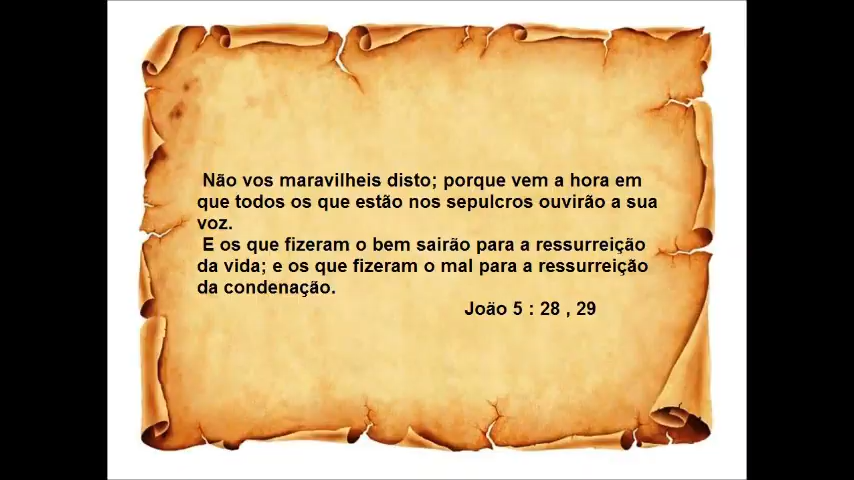 Não vos maravilheis disto; porque vem a hora em
que todos os que estão nos sepulcros ouvirão a sua
voz.
E os que fizeram o bem sairão para a ressurreição
da vida; e os que fizeram o mal para a ressurreição
da condenação.
João 5 : 28 , 29